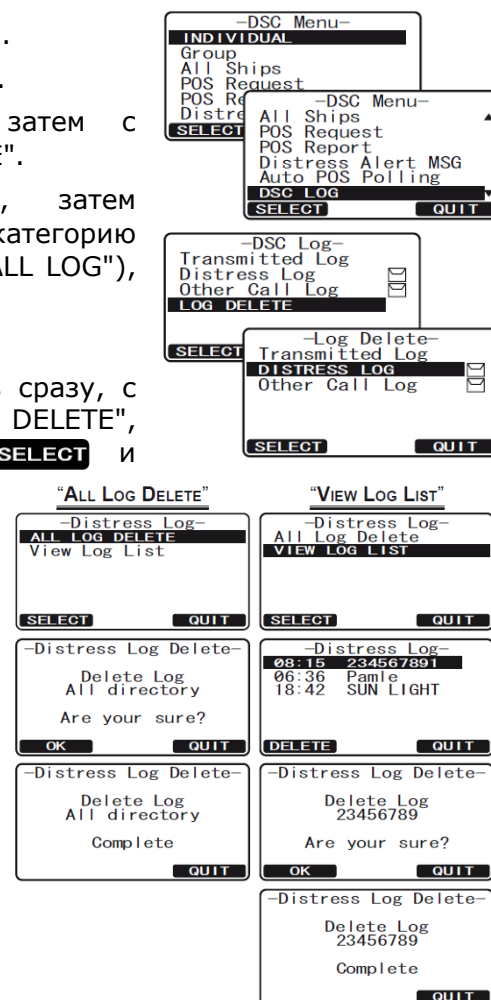 затем с
затем
категорию
ALL LOG"),
сразу, с
DELETE",
SELECT и
—DSC Menu—
INDIVIDUAL
Group
All Ships
POS Request
POS Re
Distre
SELECT
—DSC Menu—
All Ships
POS Request
POS Report
Distress Alert MSG
Auto POS Polling
DSC LOG
SELECT QUIT
—DSC Log—
Transmitted Log
Distress Log
Other Call Log
LOG DELETE
SELECT
—Log Delete—
Transmitted Log
DISTRESS LOG
Other Call Log
SELECT QUIT
“ALL LOG DELETE”
—Distress Log—
ALL LOG DELETE
View Log List
SELECT QUIT
—Distress Log Delete—
Delete Log
All directory
Are your sure?
OK QUIT
—Distress Log Delete—
Delete Log
All directory
Complete
QUIT
“VIEW LOG LIST”
—Distress Log—
All Log Delete
VIEW LOG LIST
SELECT QUIT
—Distress Log—
08:15 234567891
06:36 Pamle
18:42 SUN LIGHT
DELETE QUIT
—Distress Log Delete—
Delete Log
23456789
Are your sure?
OK QUIT
—Distress Log Delete—
Delete Log
23456789
Complete
QUIT